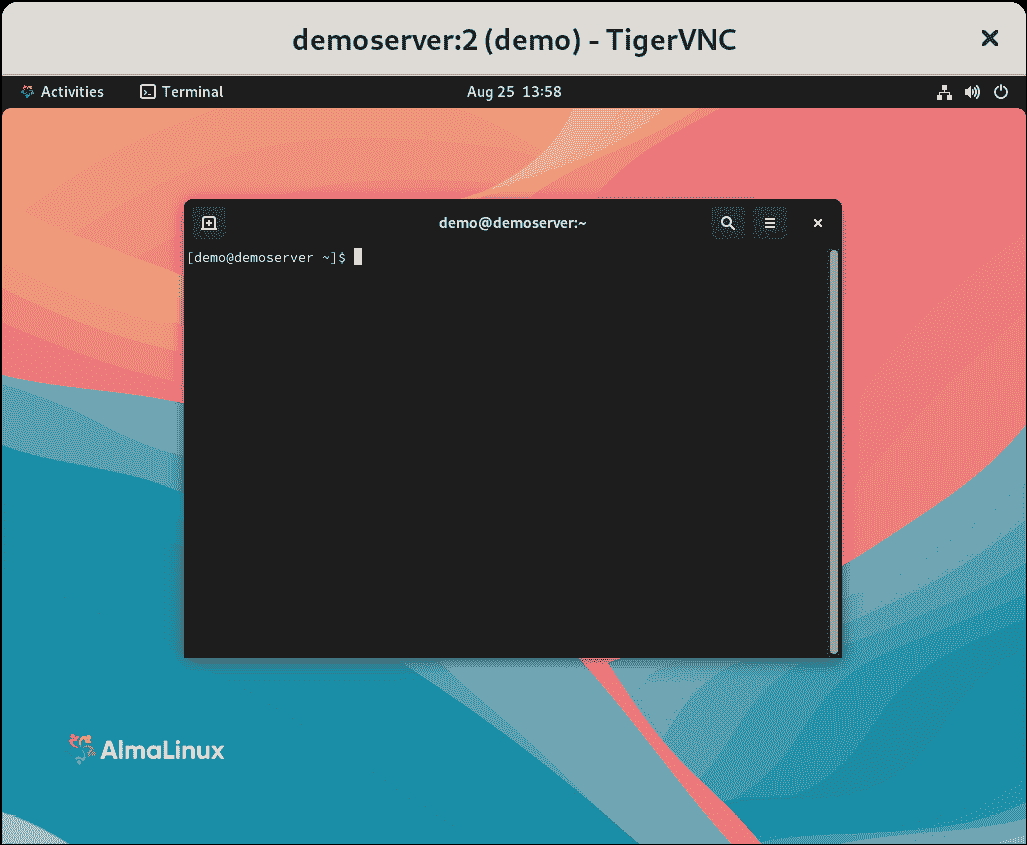 demoserver:2 (demo) - TigerVNC
Activities Terminal Aug 25 13:58
demo@demoserver:~
[demo@demoserver ~]$
AlmaLinux